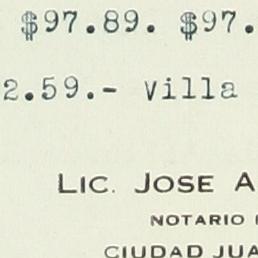 $97.89. $97.
2.59.- Villa
LIC. JOSE A
NOTARIO
CIUDAD JUA